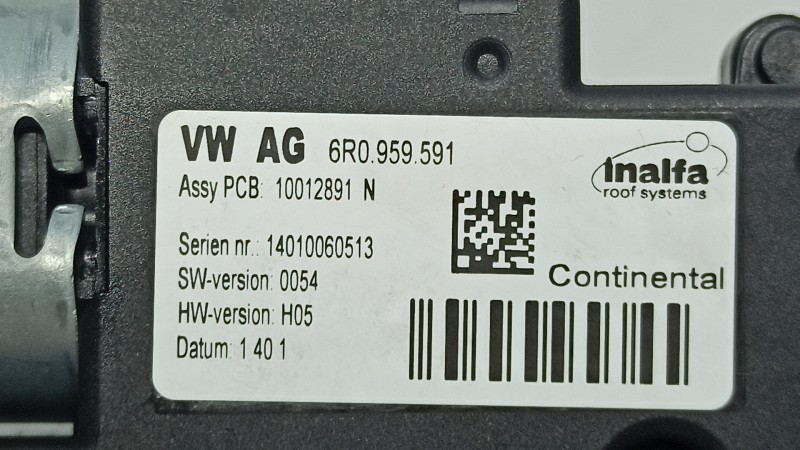 VW AG 6R0.959.591
inalfa
roof systems
Assy PCB: 10012891 N
Serien nr.: 14010060513
SW-version: 0054
HW-version: H05
Datum: 1 40 1
Continental